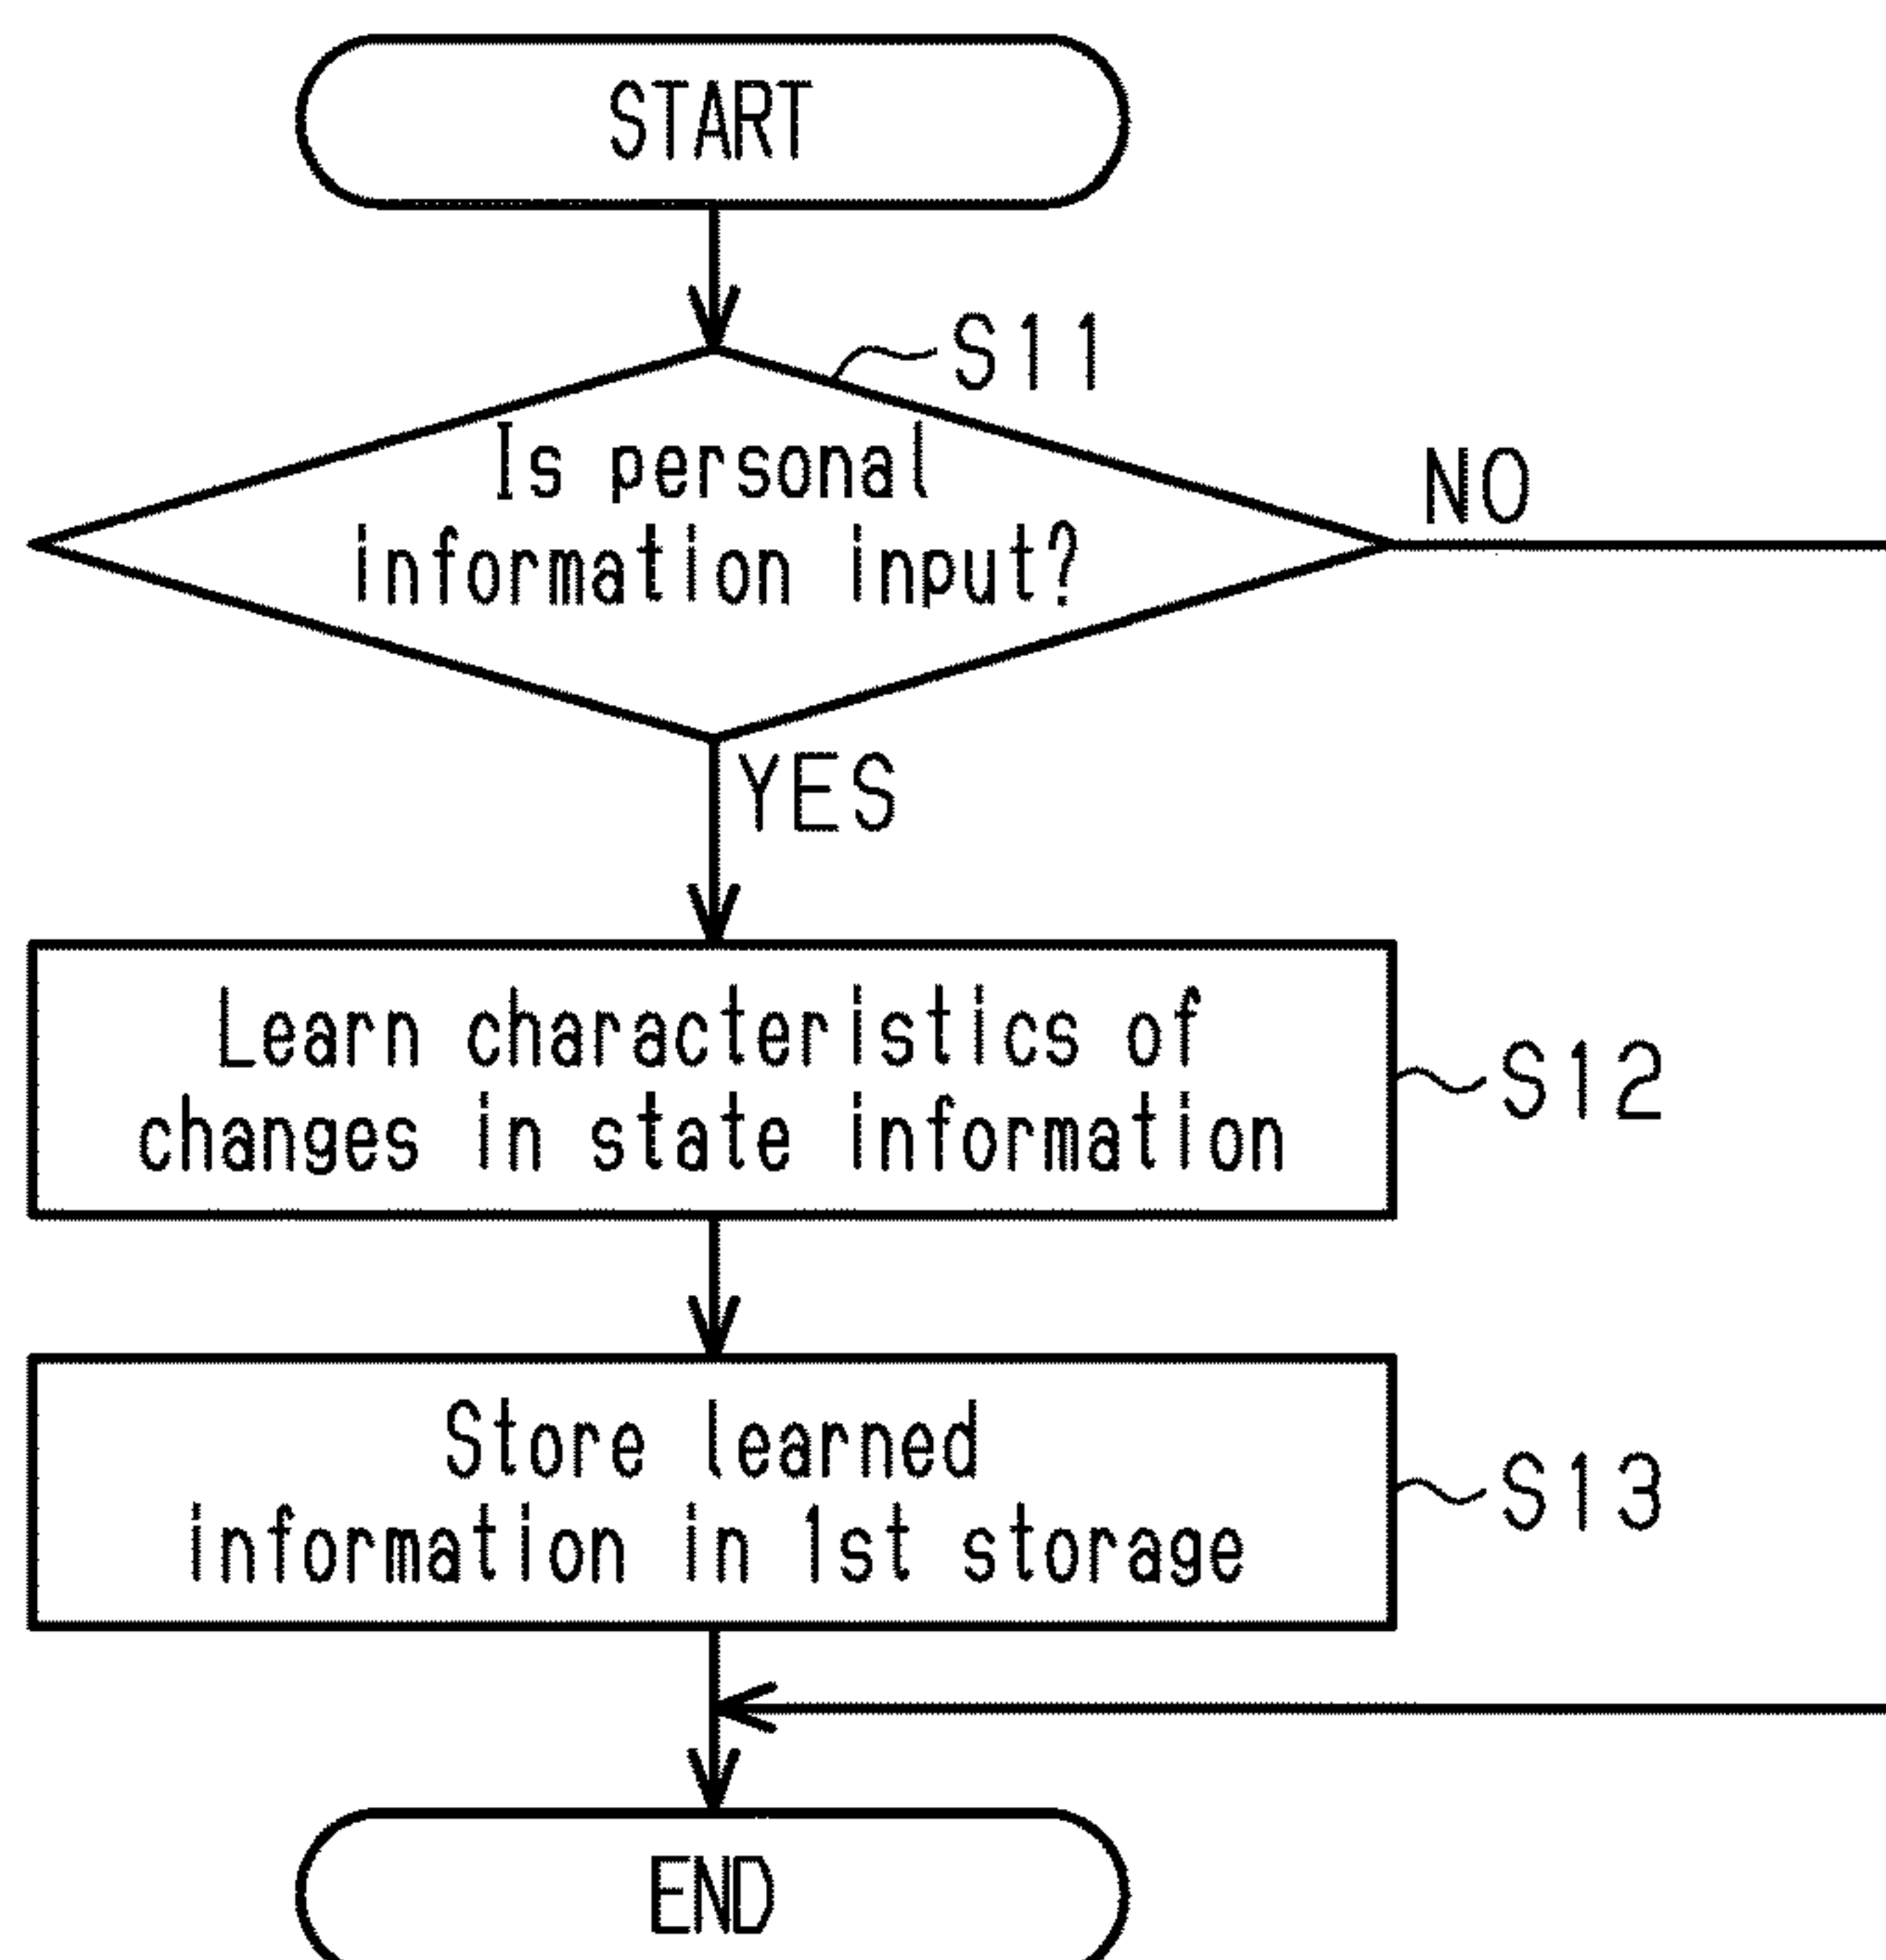 START
S11
Is personal
information input?
NO
YES
Learn characteristics of
changes in state information
S12
Store learned
information in 1st storage
S13
END